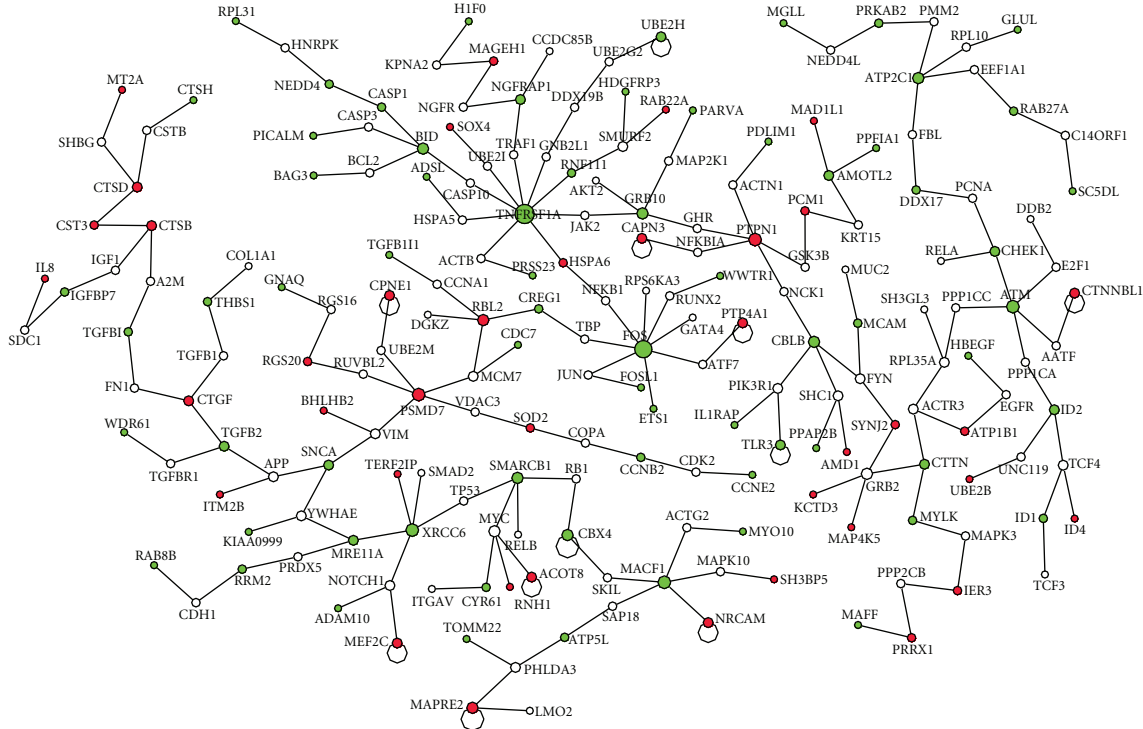 RPL31
H1F0
UBE2H
MGLL
PRKAB2
PMM2
GLUL
HNRPK
MAGEH1
CCDC85B
UBE2G2
RPL10
KPNA2
NEDD4L
MT2A
CTSH
NEDD4
CASP1
NGFRAP1
HDGFRP3
ATP2C1
EEF1A1
NGFR
DDX19B
RAB22A
PARVA
MAD1L1
RAB27A
CASP3
SOX4
PICALM
CSTB
SHBG
BID
TRAF1
GNB2L1
SMURF2
PDLIM1
PPFIA1
FBL
C14ORF1
BCL2
ADSL
UBE2I
RNF111
MAP2K1
BAG3
CTSD
CASP10
AKT2
ACTN1
AMOTL2
SC5DL
DDX17
PCNA
CST3
CTSB
HSPA5
TNFRSF1A
GRB10
JAK2
GHR
PCM1
KRT15
DDB2
CAPN3
PTPN1
IL8
IGF1
COL1A1
TGFB1I1
ACTB
PRSS23
HSPA6
NFKBIA
GSK3B
RELA
CHEK1
E2F1
IGFBP7
A2M
GNAQ
CPNE1
CCNA1
RPS6KA3
WWTR1
MUC2
CTNNBL1
THBS1
RGS16
RBL2
CREG1
NFKB1
RUNX2
NCK1
SH3GL3
PPP1CC
ATM
SDC1
TGFBI
DGKZ
TBP
FOS
GATA4
PTP4A1
MCAM
TGFB1
RGS20
RUVBL2
UBE2M
CDC7
CBLB
HBEGF
AATF
RPL35A
PPP1CA
FN1
MCM7
JUN
FOSL1
ATF7
PIK3R1
FYN
CTGF
BHLHB2
PSMD7
VDAC3
SHC1
EGFR
ETS1
IL1RAP
ACTR3
ID2
WDR61
TGFB2
SOD2
SYNJ2
ATP1B1
VIM
COPA
TLR3
PPAP2B
TGFBR1
APP
SNCA
CCNB2
CDK2
AMD1
UNC119
TCF4
TERF2IP
SMAD2
SMARCB1
RB1
CCNE2
GRB2
CTTN
UBE2B
ITM2B
TP53
KCTD3
YWHAE
MYC
ACTG2
MYO10
MAP4K5
MYLK
ID1
ID4
KIAA0999
MRE11A
XRCC6
RELB
CBX4
MAPK3
RAB8B
PRDX5
RRM2
NOTCH1
ACOT8
MACF1
MAPK10
SH3BP5
PPP2CB
IER3
TCF3
CDH1
ADAM10
ITGAV
CYR61
RNH1
SKIL
SAP18
NRCAM
MAFF
MEF2C
TOMM22
ATP5L
PRRX1
PHLDA3
MAPRE2
LMO2